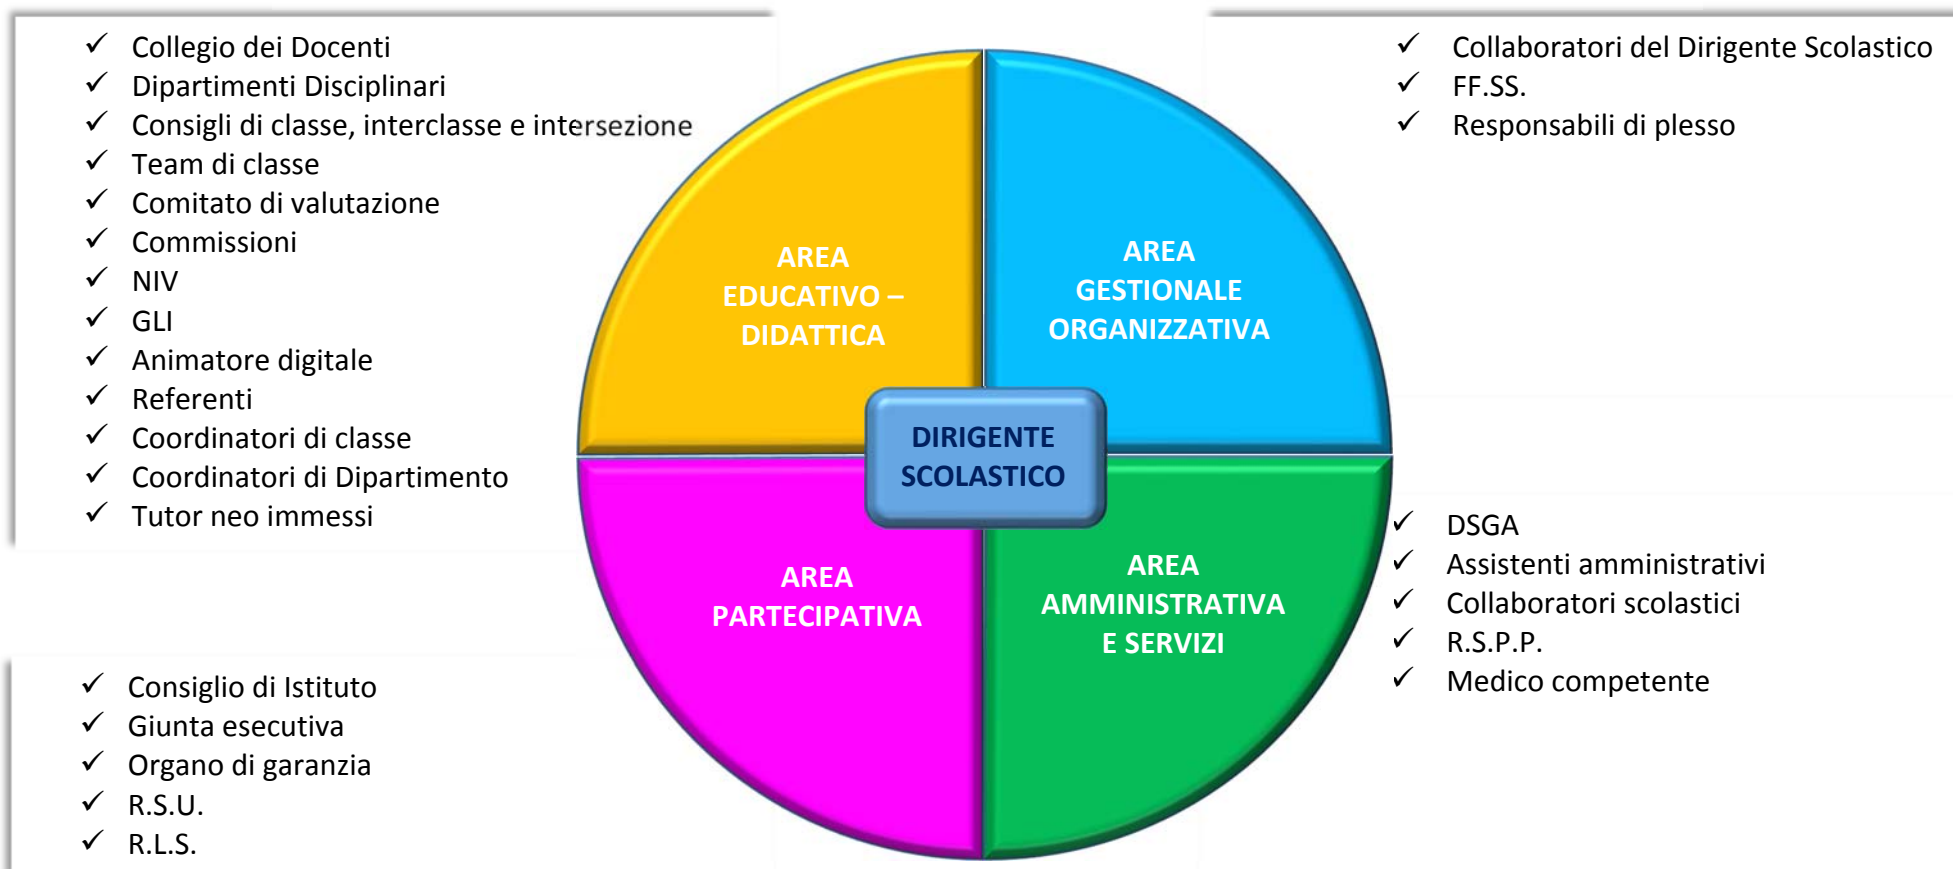 Collegio dei Docenti
Dipartimenti Disciplinari
Consigli di classe, interclasse e intersezione
Team di classe
Comitato di valutazione
Commissioni
NIV
GLI
Animatore digitale
Referenti
Coordinatori di classe
Coordinatori di Dipartimento
Tutor neo immessi
Collaboratori del Dirigente Scolastico
FF.SS.
Responsabili di plesso
AREA
EDUCATIVO –
DIDATTICA
AREA
GESTIONALE
ORGANIZZATIVA
DIRIGENTE
SCOLASTICO
AREA
PARTECIPATIVA
AREA
AMMINISTRATIVA
E SERVIZI
DSGA
Assistenti amministrativi
Collaboratori scolastici
R.S.P.P.
Medico competente
Consiglio di Istituto
Giunta esecutiva
Organo di garanzia
R.S.U.
R.L.S.